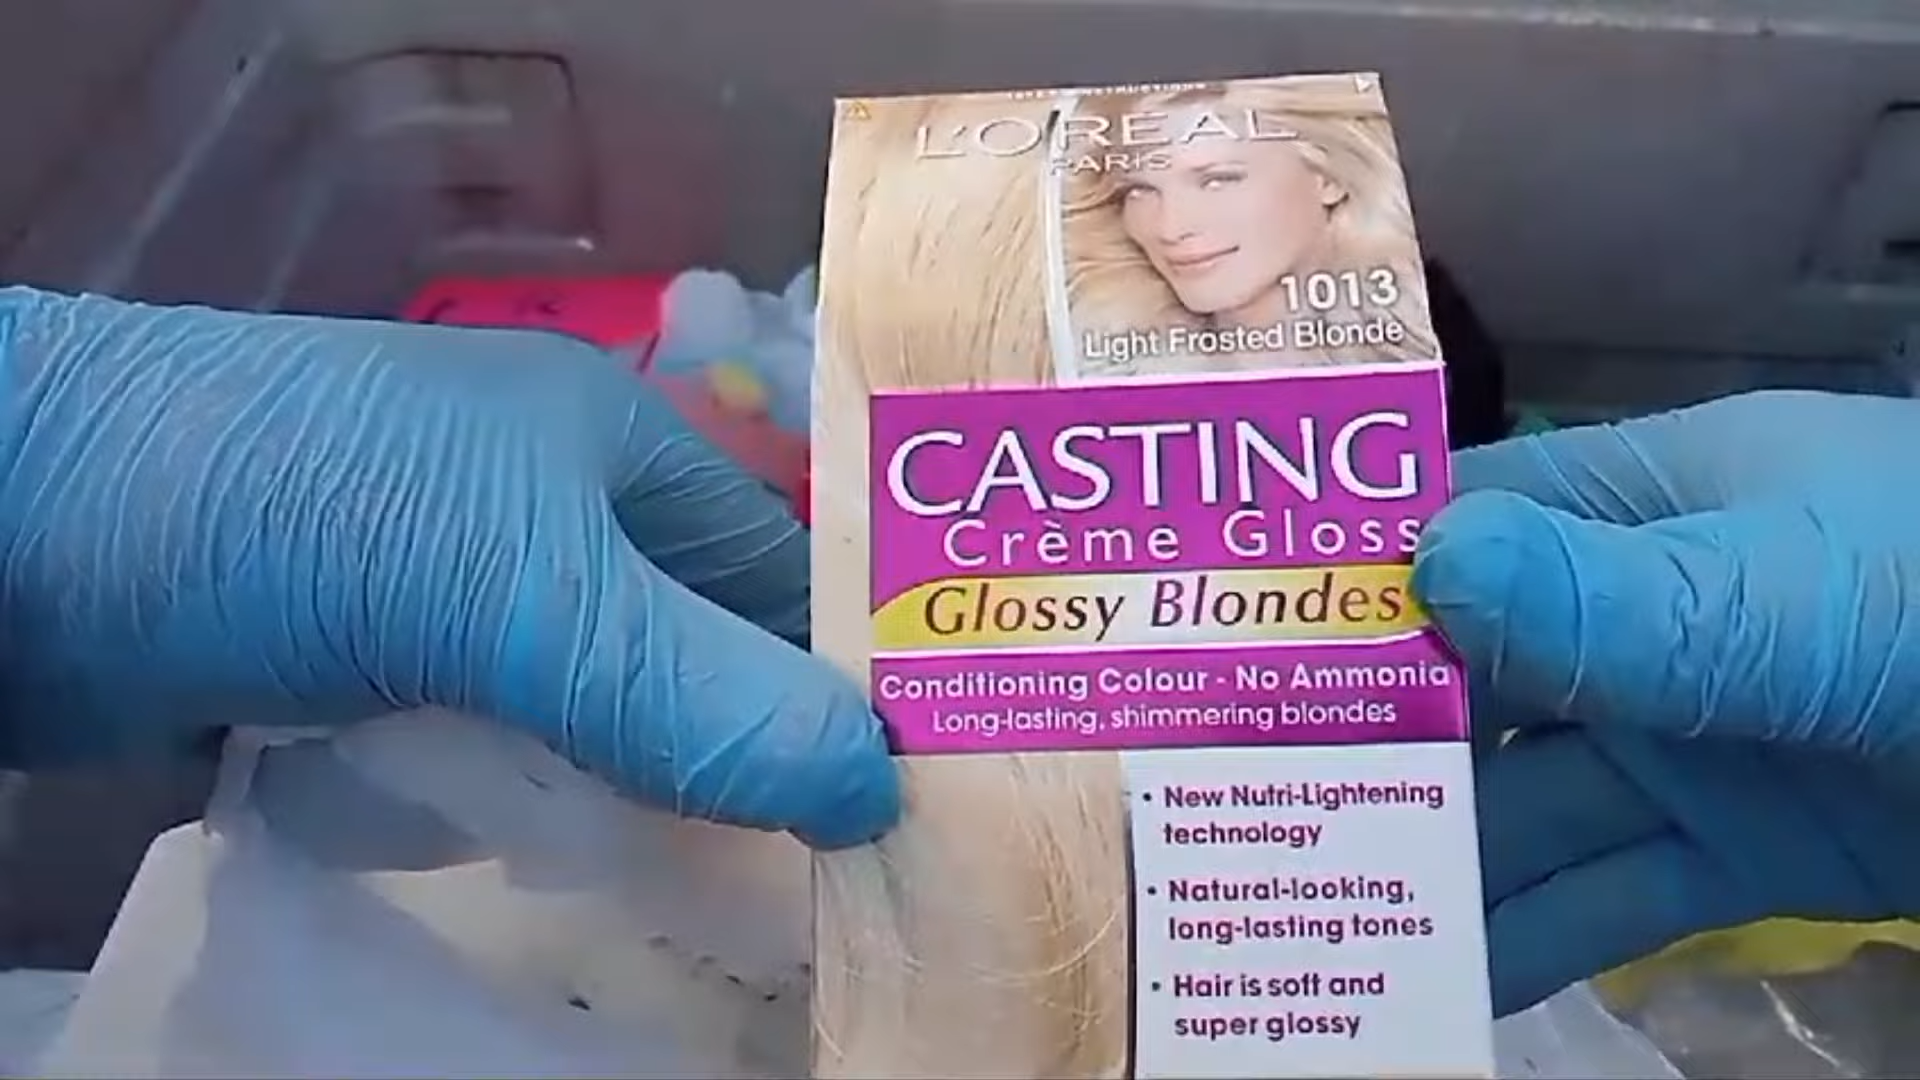 L'ORÉAL
PARIS
1013
Light Frosted Blonde
CASTING
Crème Gloss
Glossy Blondes
Conditioning Colour - No Ammonia
Long-lasting, shimmering blondes
• New Nutri-Lightening
technology
• Natural-looking,
long-lasting tones
• Hair is soft and
super glossy